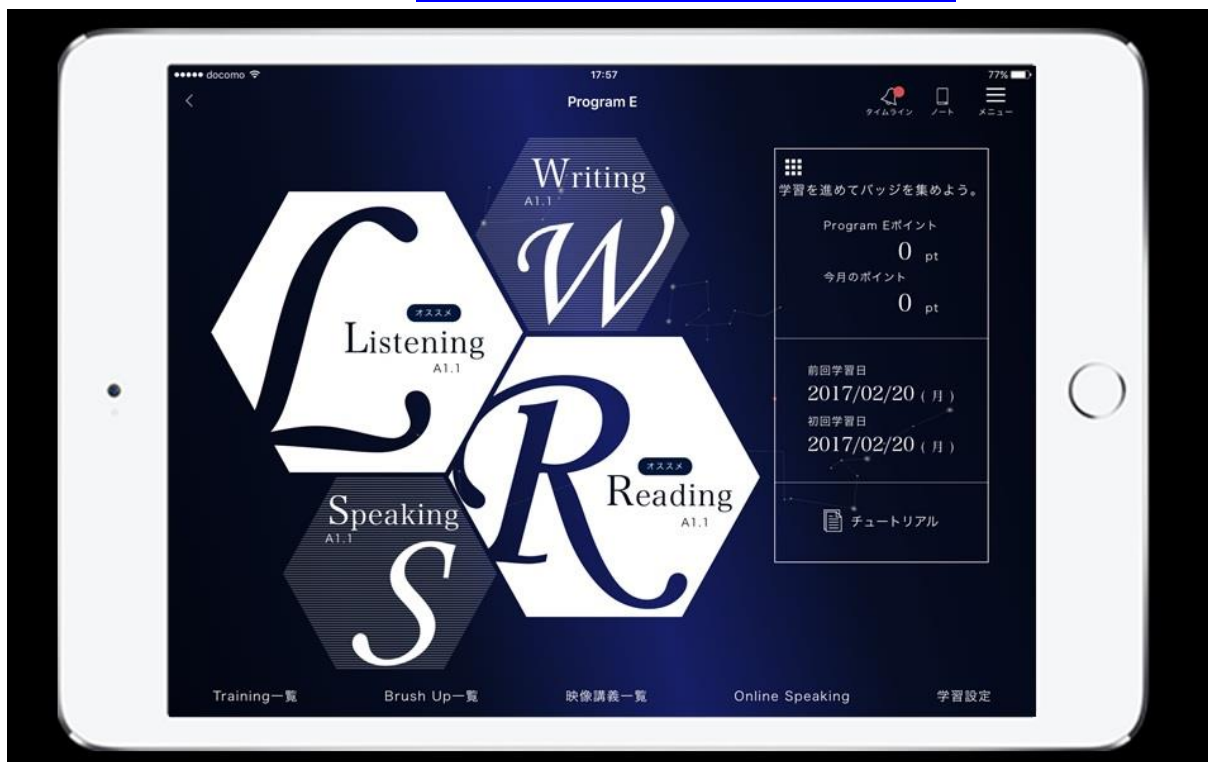 docomo
17:57
77%
Program E
タイムライン
ノート
メニュー
W
Writing
A1.1
L
オススメ
Listening
A1.1
R
オススメ
Reading
A1.1
S
Speaking
A1.1
学習を進めてバッジを集めよう。
Program Eポイント
0 pt
今月のポイント
0 pt
前回学習日
2017/02/20 ( 月 )
初回学習日
2017/02/20 ( 月 )
チュートリアル
Training一覧
Brush Up一覧
映像講義一覧
Online Speaking
学習設定